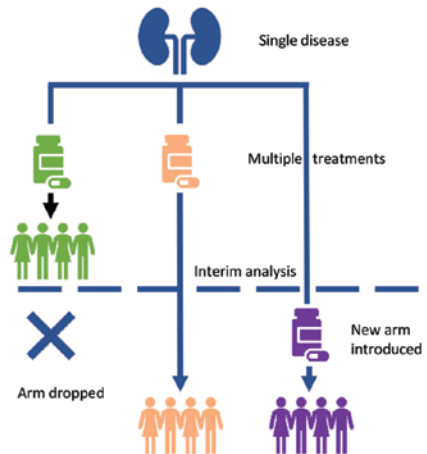 Single disease
Multiple treatments
Interim analysis
New arm
introduced
Arm dropped